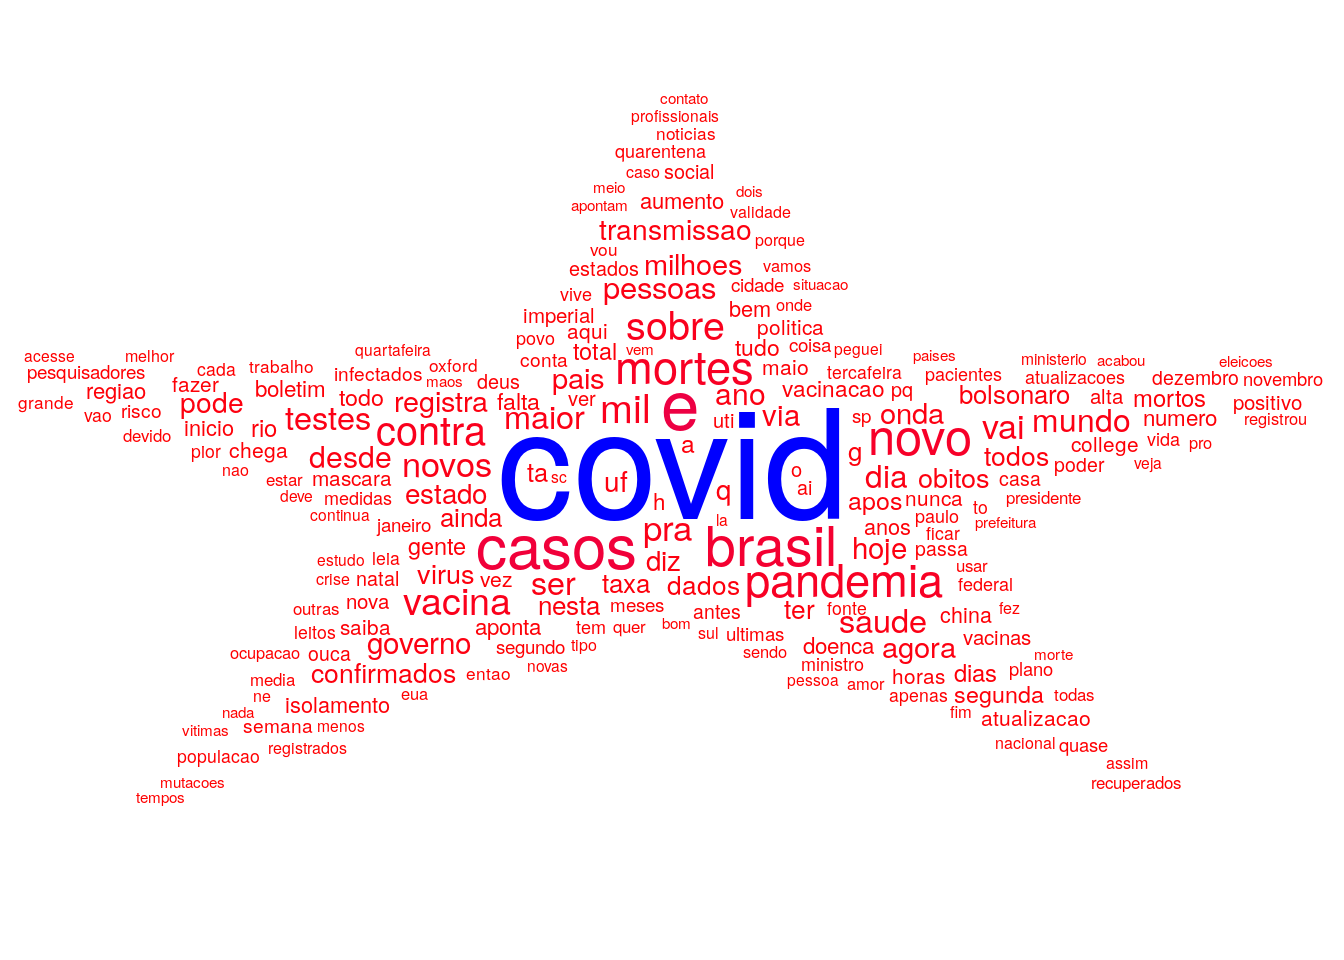 contato
profissionais
noticias
quarentena
caso social
meio dois
apontam aumento validade
transmissao porque
vou
estados milhoes vamos
vive pessoas cidade situacao
imperial bem onde
povo aqui sobre politica
quartafeira conta total vem tudo coisa peguei paises
acesse melhor cada trabalho oxford mortes maio ministerio acabou eleicoes
pesquisadores infectados maos deus pais tercafeira pacientes atualizacoes dezembro novembro
regiao fazer boletim todo registra falta ver ano vacinacao pq bolsonaro alta mortos positivo
grande vao risco pode testes maior mil e uti via sp onda vai mundo numero registrou
devido inicio rio contra novo college vida pro
pior chega desde novos covid a g todos poder veja
nao estar mascara ta sc uf o ai dia obitos casa
deve medidas estado h q apos nunca presidente
continua janeiro ainda la anos paulo to prefeitura
gente casos pra brasil hoje passa ficar
estudo leia diz usar
crise natal virus vez ser taxa dados pandemia federal
outras nova vacina nesta meses antes ter fonte china fez
leitos saiba aponta tem quer bom sul ultimas saude vacinas
ocupacao ouca governo segundo tipo sendo doenca agora morte
media confirmados entao novas ministro dias plano
ne isolamento eua pessoa amor horas apenas segunda todas
nada semana menos fim atualizacao
vitimas registrados nacional quase
populacao assim
mutacoes recuperados
tempos